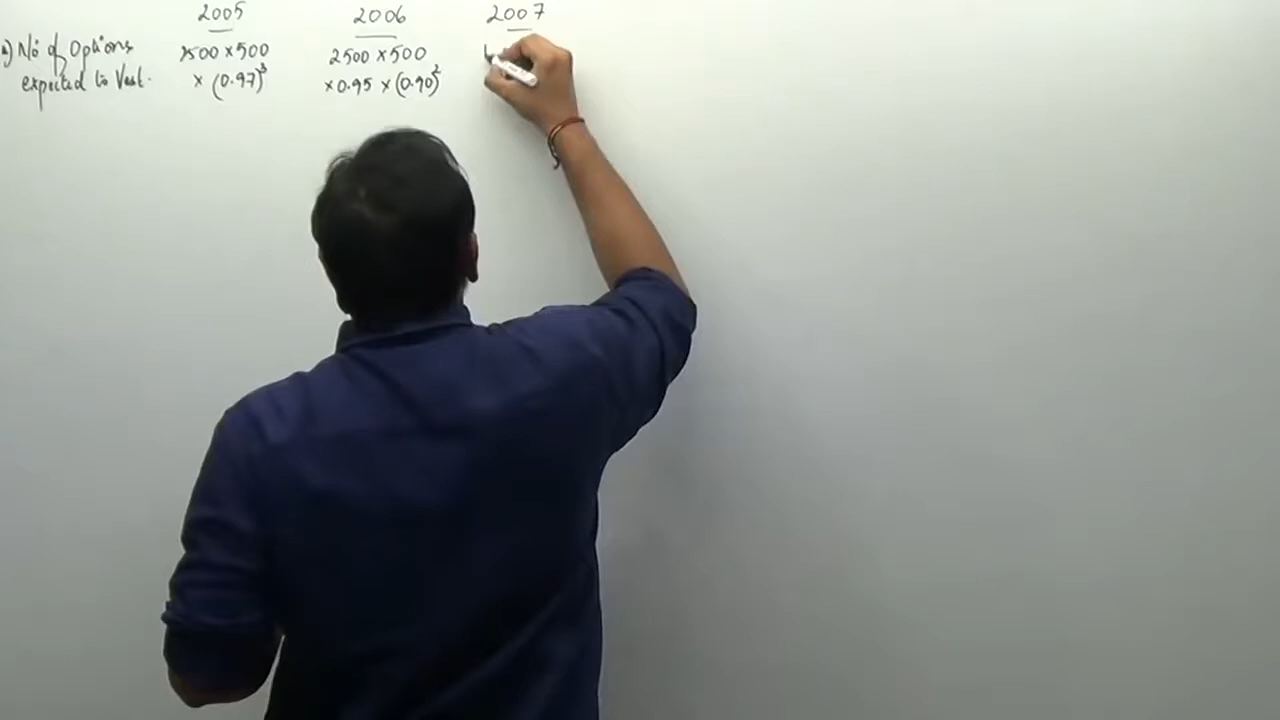 2005 2006 2007
a) No of Options 2500 × 500 2500 × 500
expected to Vest. × (0.97)³ × 0.95 × (0.90)²